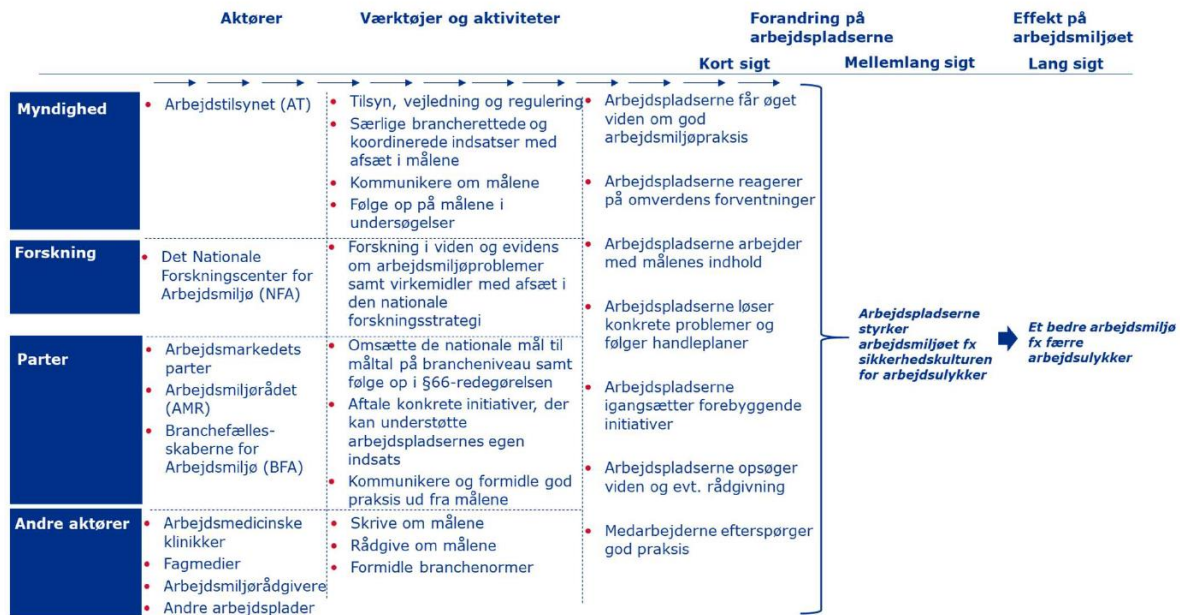 Aktører
Værktøjer og aktiviteter
Forandring på
arbejdspladserne
Effekt på
arbejdsmiljøet
Kort sigt
Mellemlang sigt
Lang sigt
Myndighed
• Arbejdstilsynet (AT)
• Tilsyn, vejledning og regulering
• Særlige brancherettede og
koordinerede indsatser med
afsæt i målene
• Kommunikere om målene
• Følge op på målene i
undersøgelser
Forskning
• Det Nationale
Forskningscenter for
Arbejdsmiljø (NFA)
• Forskning i viden og evidens
om arbejdsmiljøproblemer
samt virkemidler med afsæt i
den nationale
forskningsstrategi
Parter
• Arbejdsmarkedets
parter
• Arbejdsmiljørådet
(AMR)
• Branchefælles-
skaberne for
Arbejdsmiljø (BFA)
• Omsætte de nationale mål til
måltal på brancheniveau samt
følge op i §66-redegørelsen
• Aftale konkrete initiativer, der
kan understøtte
arbejdspladsernes egen
indsats
• Kommunikere og formidle god
praksis ud fra målene
Andre aktører
• Arbejdsmedicinske
klinikker
• Fagmedier
• Arbejdsmiljørådgivere
• Andre arbejdsplader
• Skrive om målene
• Rådgive om målene
• Formidle branchenormer
• Arbejdspladserne får øget
viden om god
arbejdsmiljøpraksis
• Arbejdspladserne reagerer
på omverdens forventninger
• Arbejdspladserne arbejder
med målenes indhold
• Arbejdspladserne løser
konkrete problemer og
følger handleplaner
• Arbejdspladserne
igangsætter forebyggende
initiativer
• Arbejdspladserne opsøger
viden og evt. rådgivning
• Medarbejderne efterspørger
god praksis
Arbejdspladserne
styrker
arbejdsmiljøet fx
sikkerhedskulturen
for arbejdsulykker
Et bedre arbejdsmiljø
fx færre
arbejdsulykker